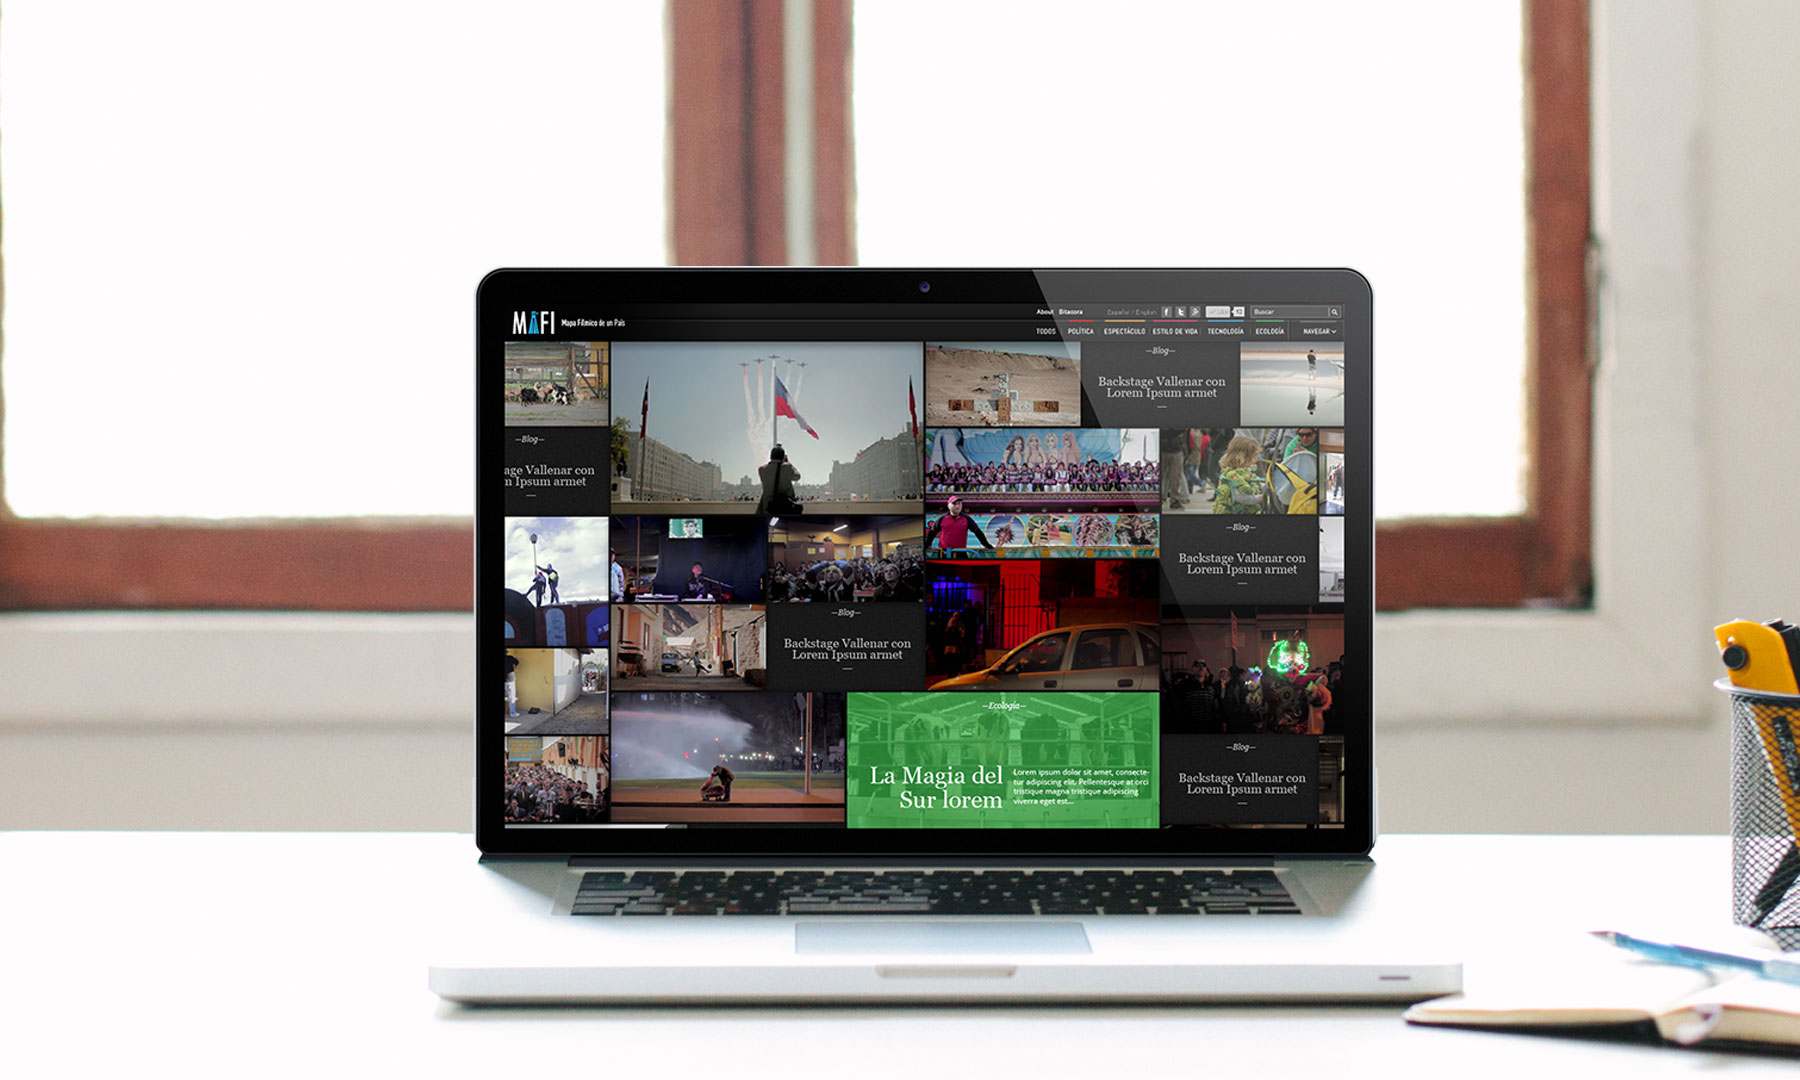 MAFI Mapa Fílmico de un País
About Bitacora Español / English Like Buscar
TODOS POLÍTICA ESPECTÁCULO ESTILO DE VIDA TECNOLOGÍA ECOLOGÍA NAVEGAR
—Blog—
Backstage Vallenar con
Lorem Ipsum armet
—Blog—
age Vallenar con
m Ipsum armet
—Blog—
Backstage Vallenar con
Lorem Ipsum armet
—Blog—
Backstage Vallenar con
Lorem Ipsum armet
—Ecología—
La Magia del
Sur lorem
Lorem ipsum dolor sit amet, consecte-
tur adipiscing elit. Pellentesque at orci
tristique magna tristique adipiscing
viverra eget est...
—Blog—
Backstage Vallenar con
Lorem Ipsum armet